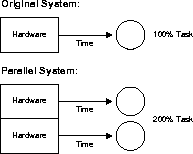 Original System:
Hardware
Time
100% Task
Parallel System:
Hardware
Time
200% Task
Hardware
Time